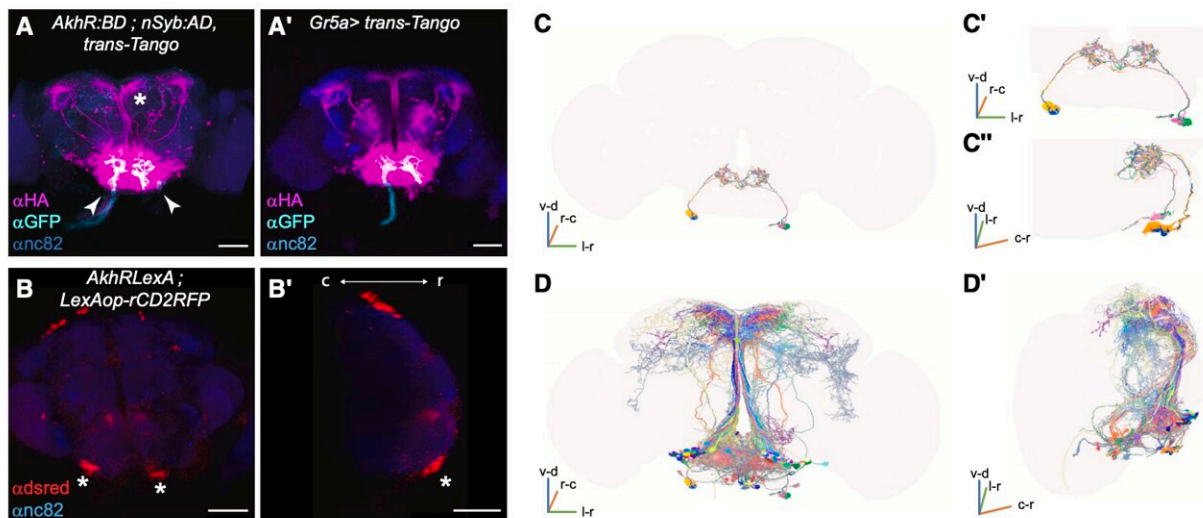 A
AkhR:BD ; nSyb:AD,
trans-Tango
*
αHA
αGFP
αnc82
A'
Gr5a> trans-Tango
αHA
αGFP
αnc82
B
AkhRLexA ;
LexAop-rCD2RFP
αdsred
αnc82
* *
B'
c r
*
C
v-d
r-c
l-r
C'
v-d
r-c
l-r
C"
v-d
l-r
c-r
D
v-d
r-c
l-r
D'
v-d
l-r
c-r